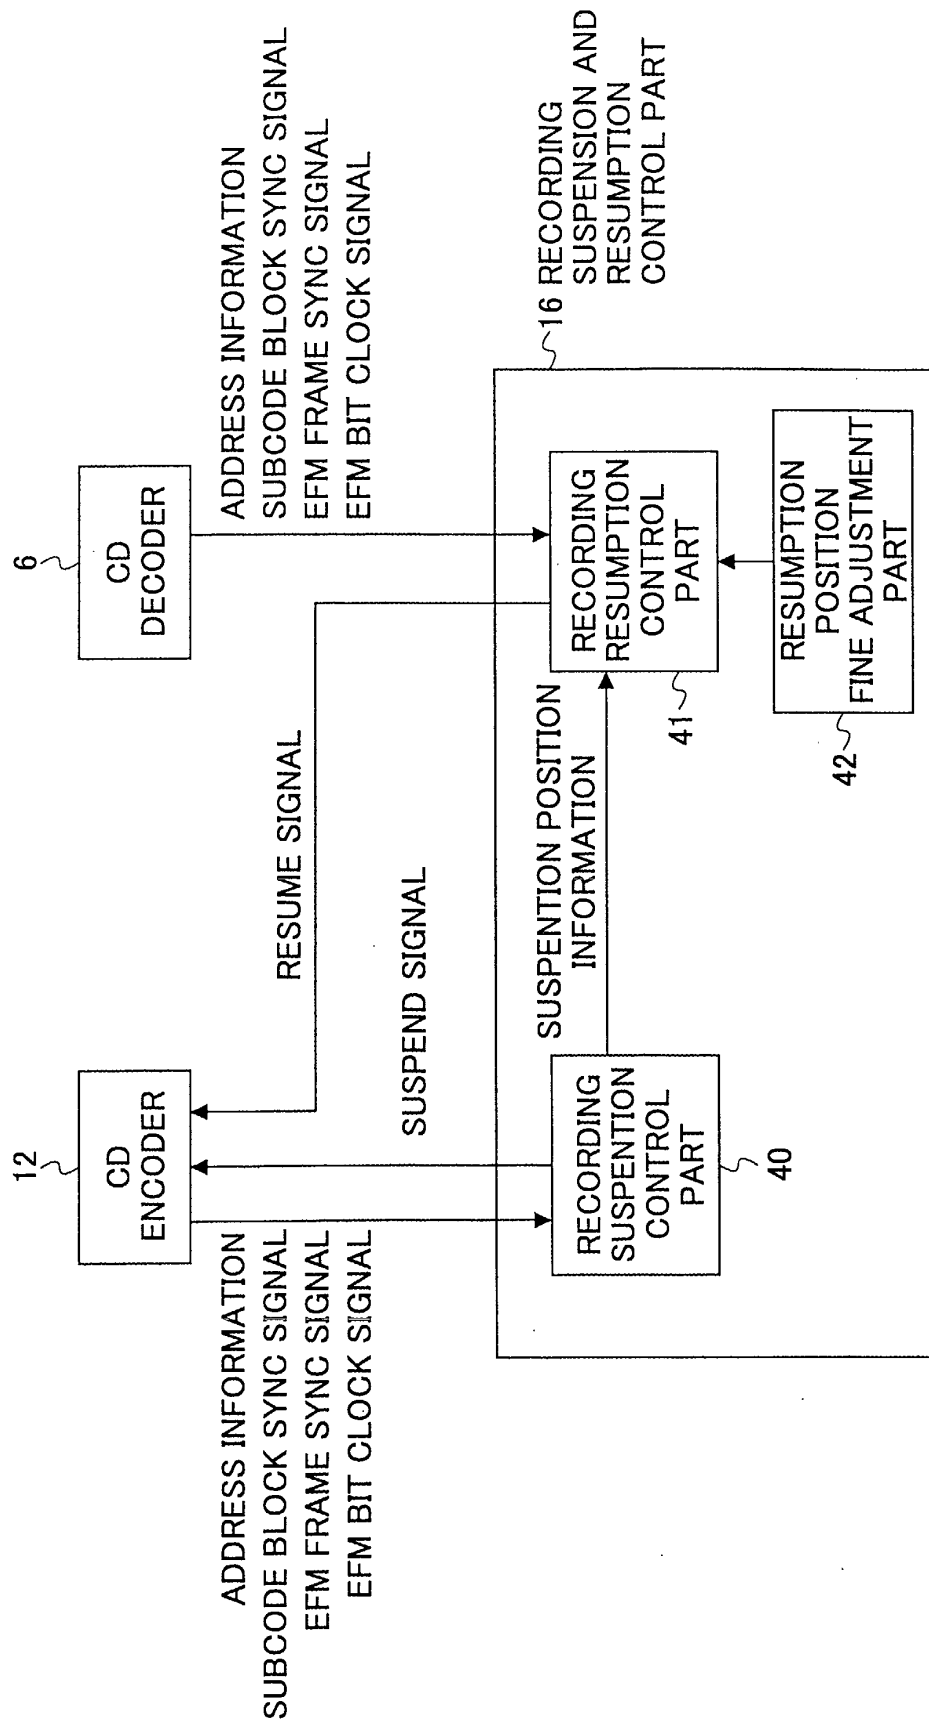 12
CD
ENCODER
6
CD
DECODER
ADDRESS INFORMATION
SUBCODE BLOCK SYNC SIGNAL
EFM FRAME SYNC SIGNAL
EFM BIT CLOCK SIGNAL
RESUME SIGNAL
SUSPEND SIGNAL
ADDRESS INFORMATION
SUBCODE BLOCK SYNC SIGNAL
EFM FRAME SYNC SIGNAL
EFM BIT CLOCK SIGNAL
16 RECORDING
SUSPENSION AND
RESUMPTION
CONTROL PART
SUSPENTION POSITION
INFORMATION
RECORDING
SUSPENTION
CONTROL
PART
40
RECORDING
RESUMPTION
CONTROL
PART
41
RESUMPTION
POSITION
FINE ADJUSTMENT
PART
42